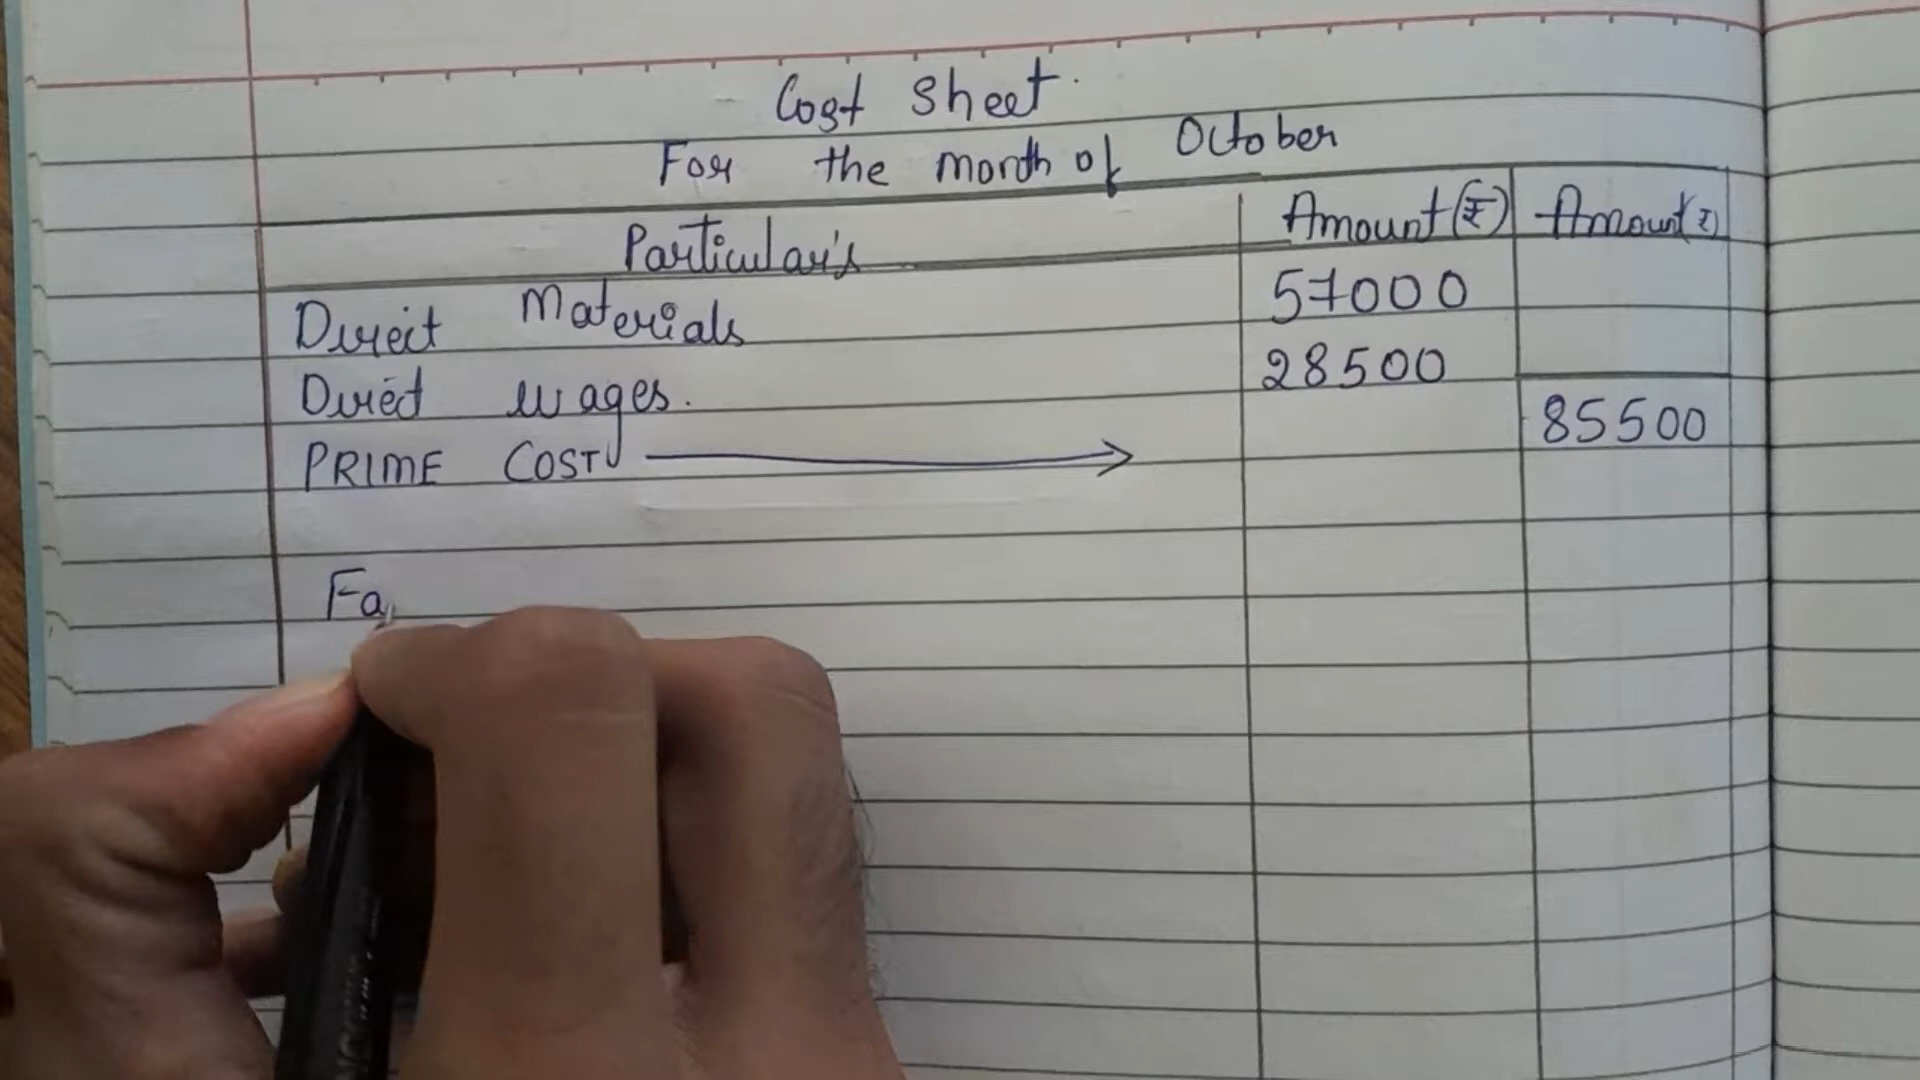 Cost Sheet
For the month of October
Particular's Amount (₹) Amount (₹)
Direct Materials 57000
Direct wages. 28500
PRIME COST → 85500
Fa